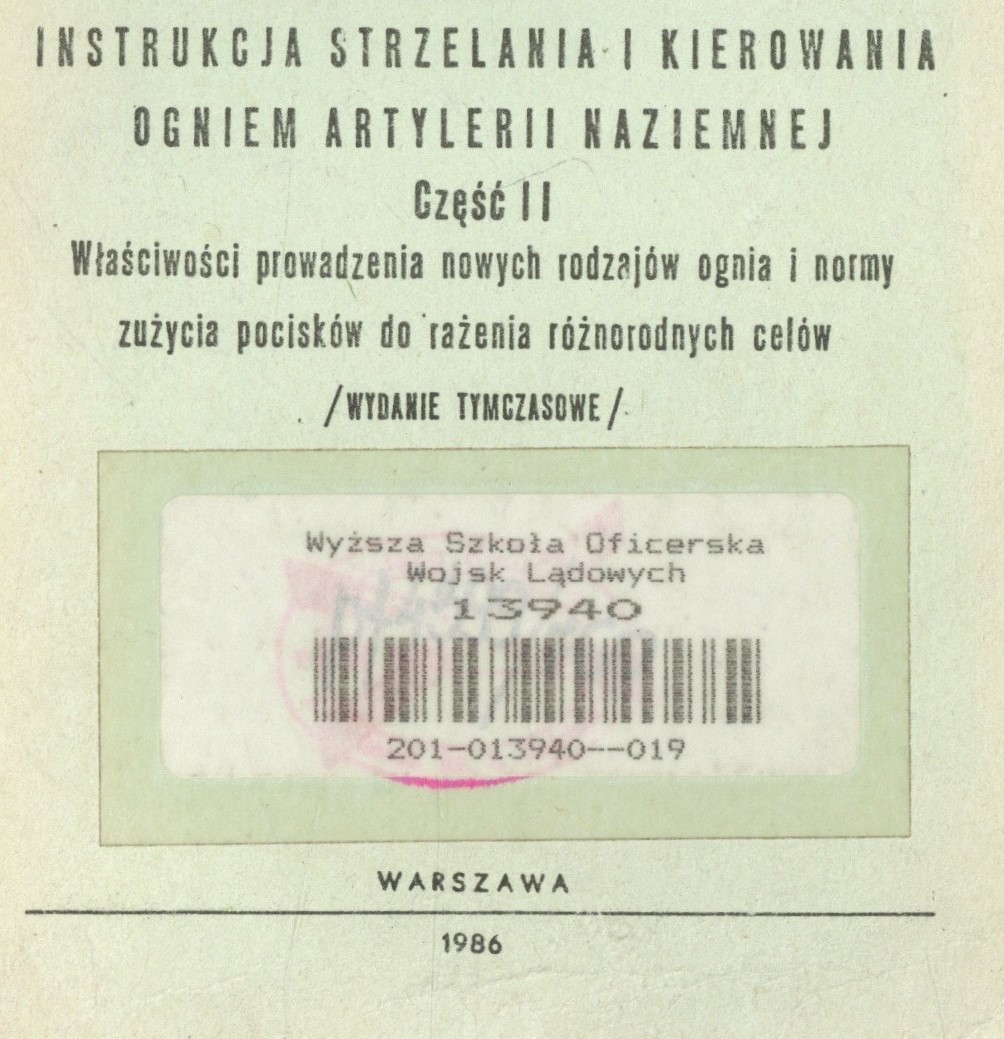 INSTRUKCJA STRZELANIA I KIEROWANIA
OGNIEM ARTYLERII NAZIEMNEJ
Część II
Właściwości prowadzenia nowych rodzajów ognia i normy
zużycia pocisków do rażenia różnorodnych celów
/WYDANIE TYMCZASOWE/
Wyższa Szkoła Oficerska
Wojsk Lądowych
13940
201-013940--019
WARSZAWA
1986